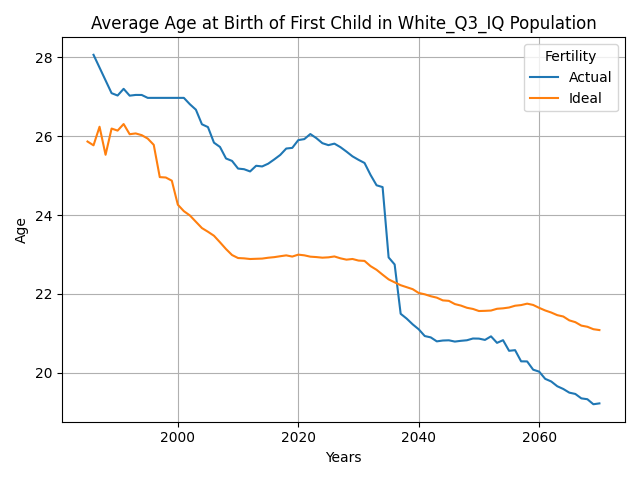 Average Age at Birth of First Child in White_Q3_IQ Population
Fertility
Actual
Ideal
Age
28
26
24
22
20
2000 2020 2040 2060
Years